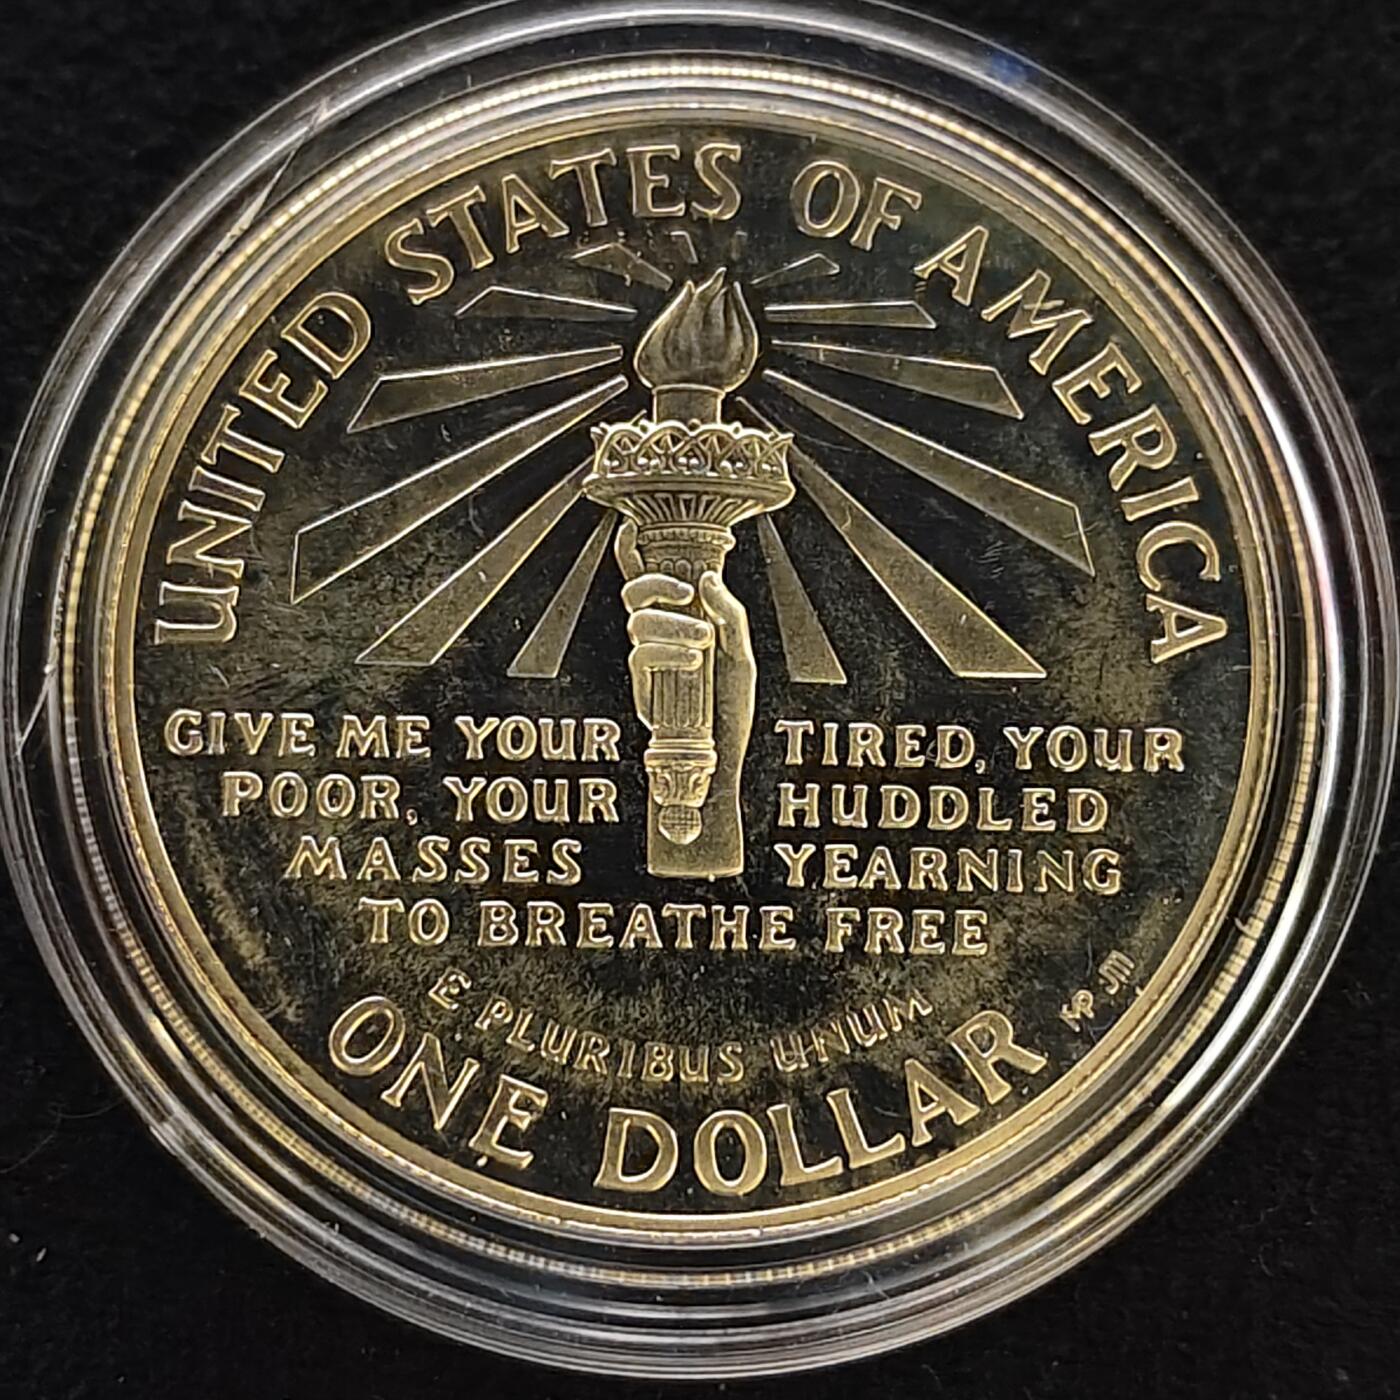 UNITED STATES OF AMERICA
GIVE ME YOUR TIRED, YOUR
POOR, YOUR HUDDLED
MASSES YEARNING
TO BREATHE FREE
E PLURIBUS UNUM
ONE DOLLAR
JM